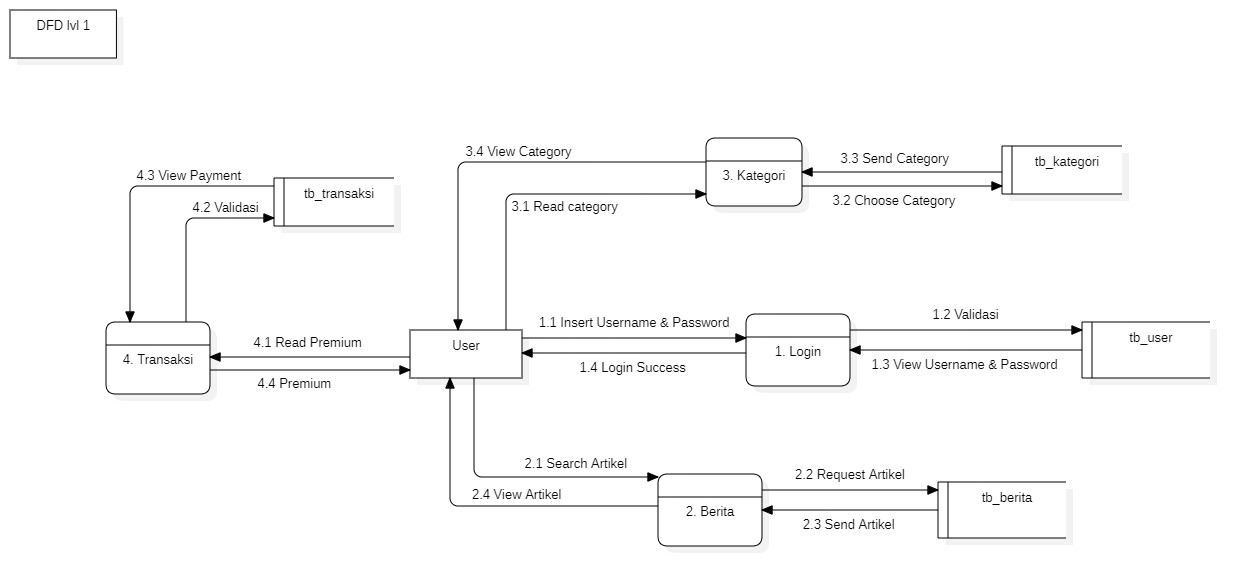 DFD lvl 1
3.4 View Category
3.3 Send Category
tb_kategori
3. Kategori
4.3 View Payment
tb_transaksi
3.2 Choose Category
4.2 Validasi
3.1 Read category
1.1 Insert Username & Password
1.2 Validasi
tb_user
4.1 Read Premium
User
1. Login
4. Transaksi
1.4 Login Success
1.3 View Username & Password
4.4 Premium
2.1 Search Artikel
2.2 Request Artikel
2.4 View Artikel
tb_berita
2. Berita
2.3 Send Artikel